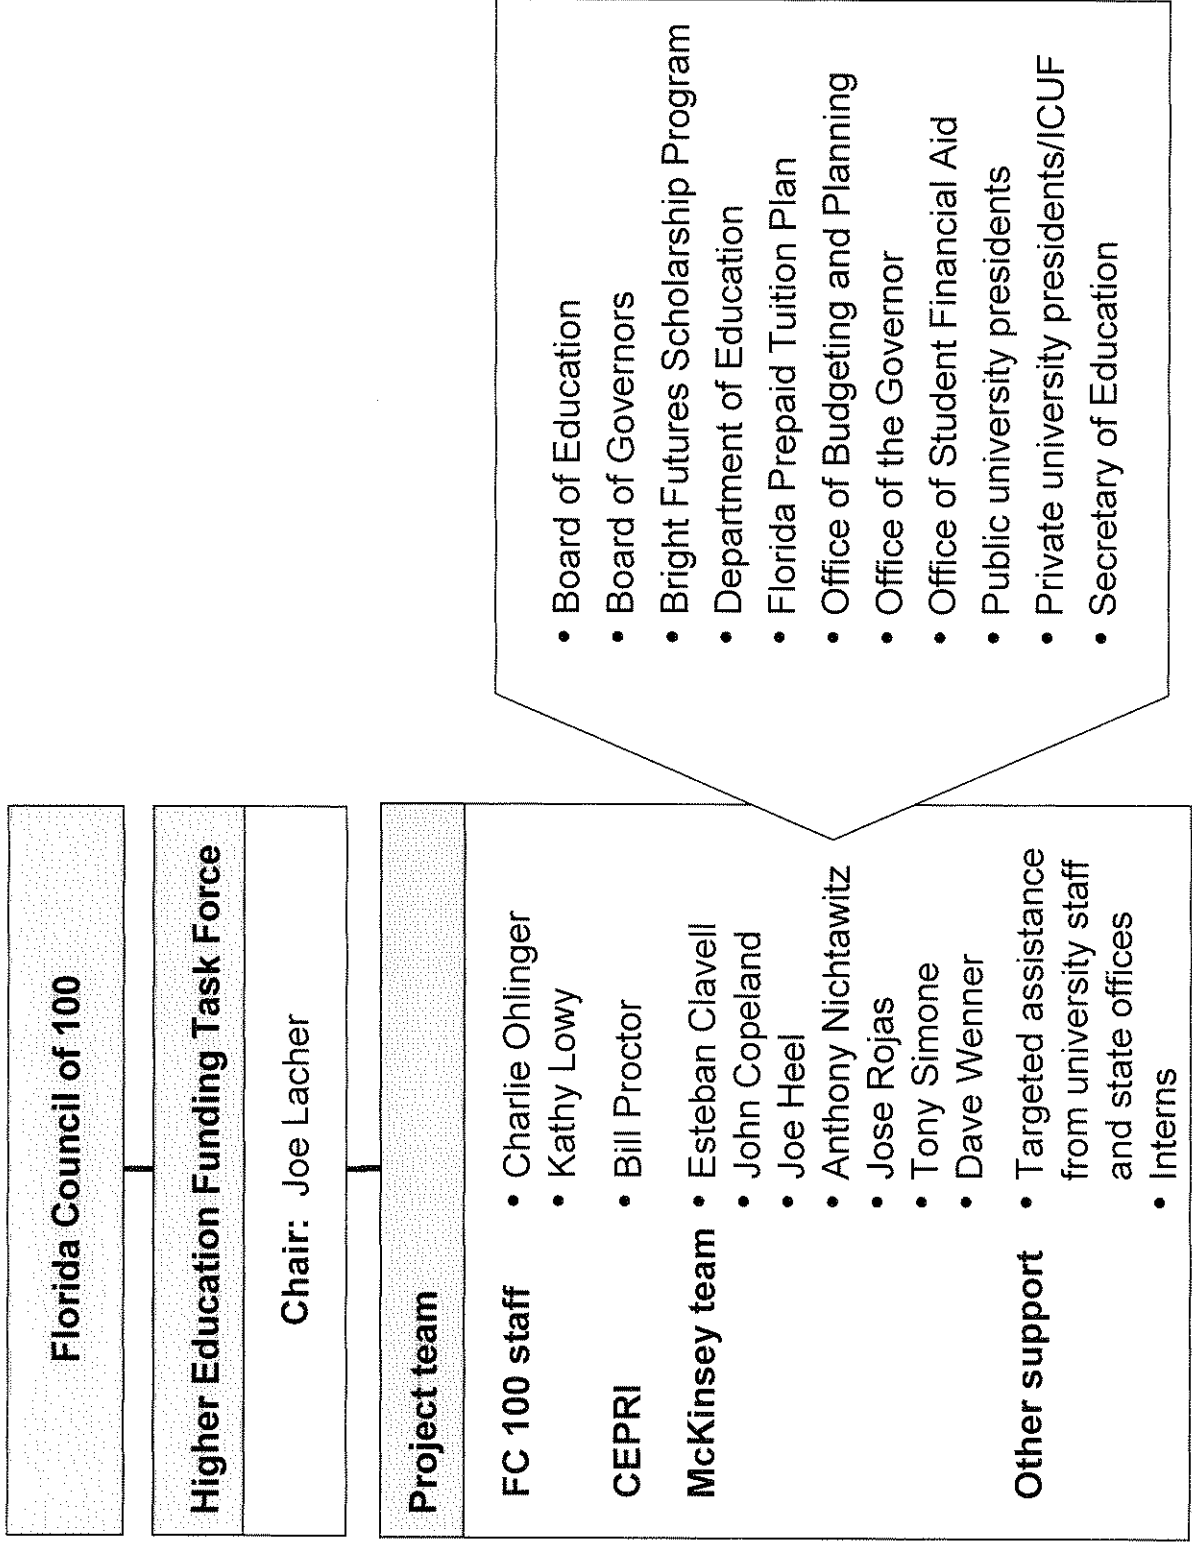 Florida Council of 100
Higher Education Funding Task Force
Chair: Joe Lacher
Project team
FC 100 staff
• Charlie Ohlinger
• Kathy Lowy
CEPRI
• Bill Proctor
McKinsey team
• Esteban Clavell
• John Copeland
• Joe Heel
• Anthony Nichtawitz
• Jose Rojas
• Tony Simone
• Dave Wenner
Other support
• Targeted assistance
from university staff
and state offices
• Interns
• Board of Education
• Board of Governors
• Bright Futures Scholarship Program
• Department of Education
• Florida Prepaid Tuition Plan
• Office of Budgeting and Planning
• Office of the Governor
• Office of Student Financial Aid
• Public university presidents
• Private university presidents/ICUF
• Secretary of Education